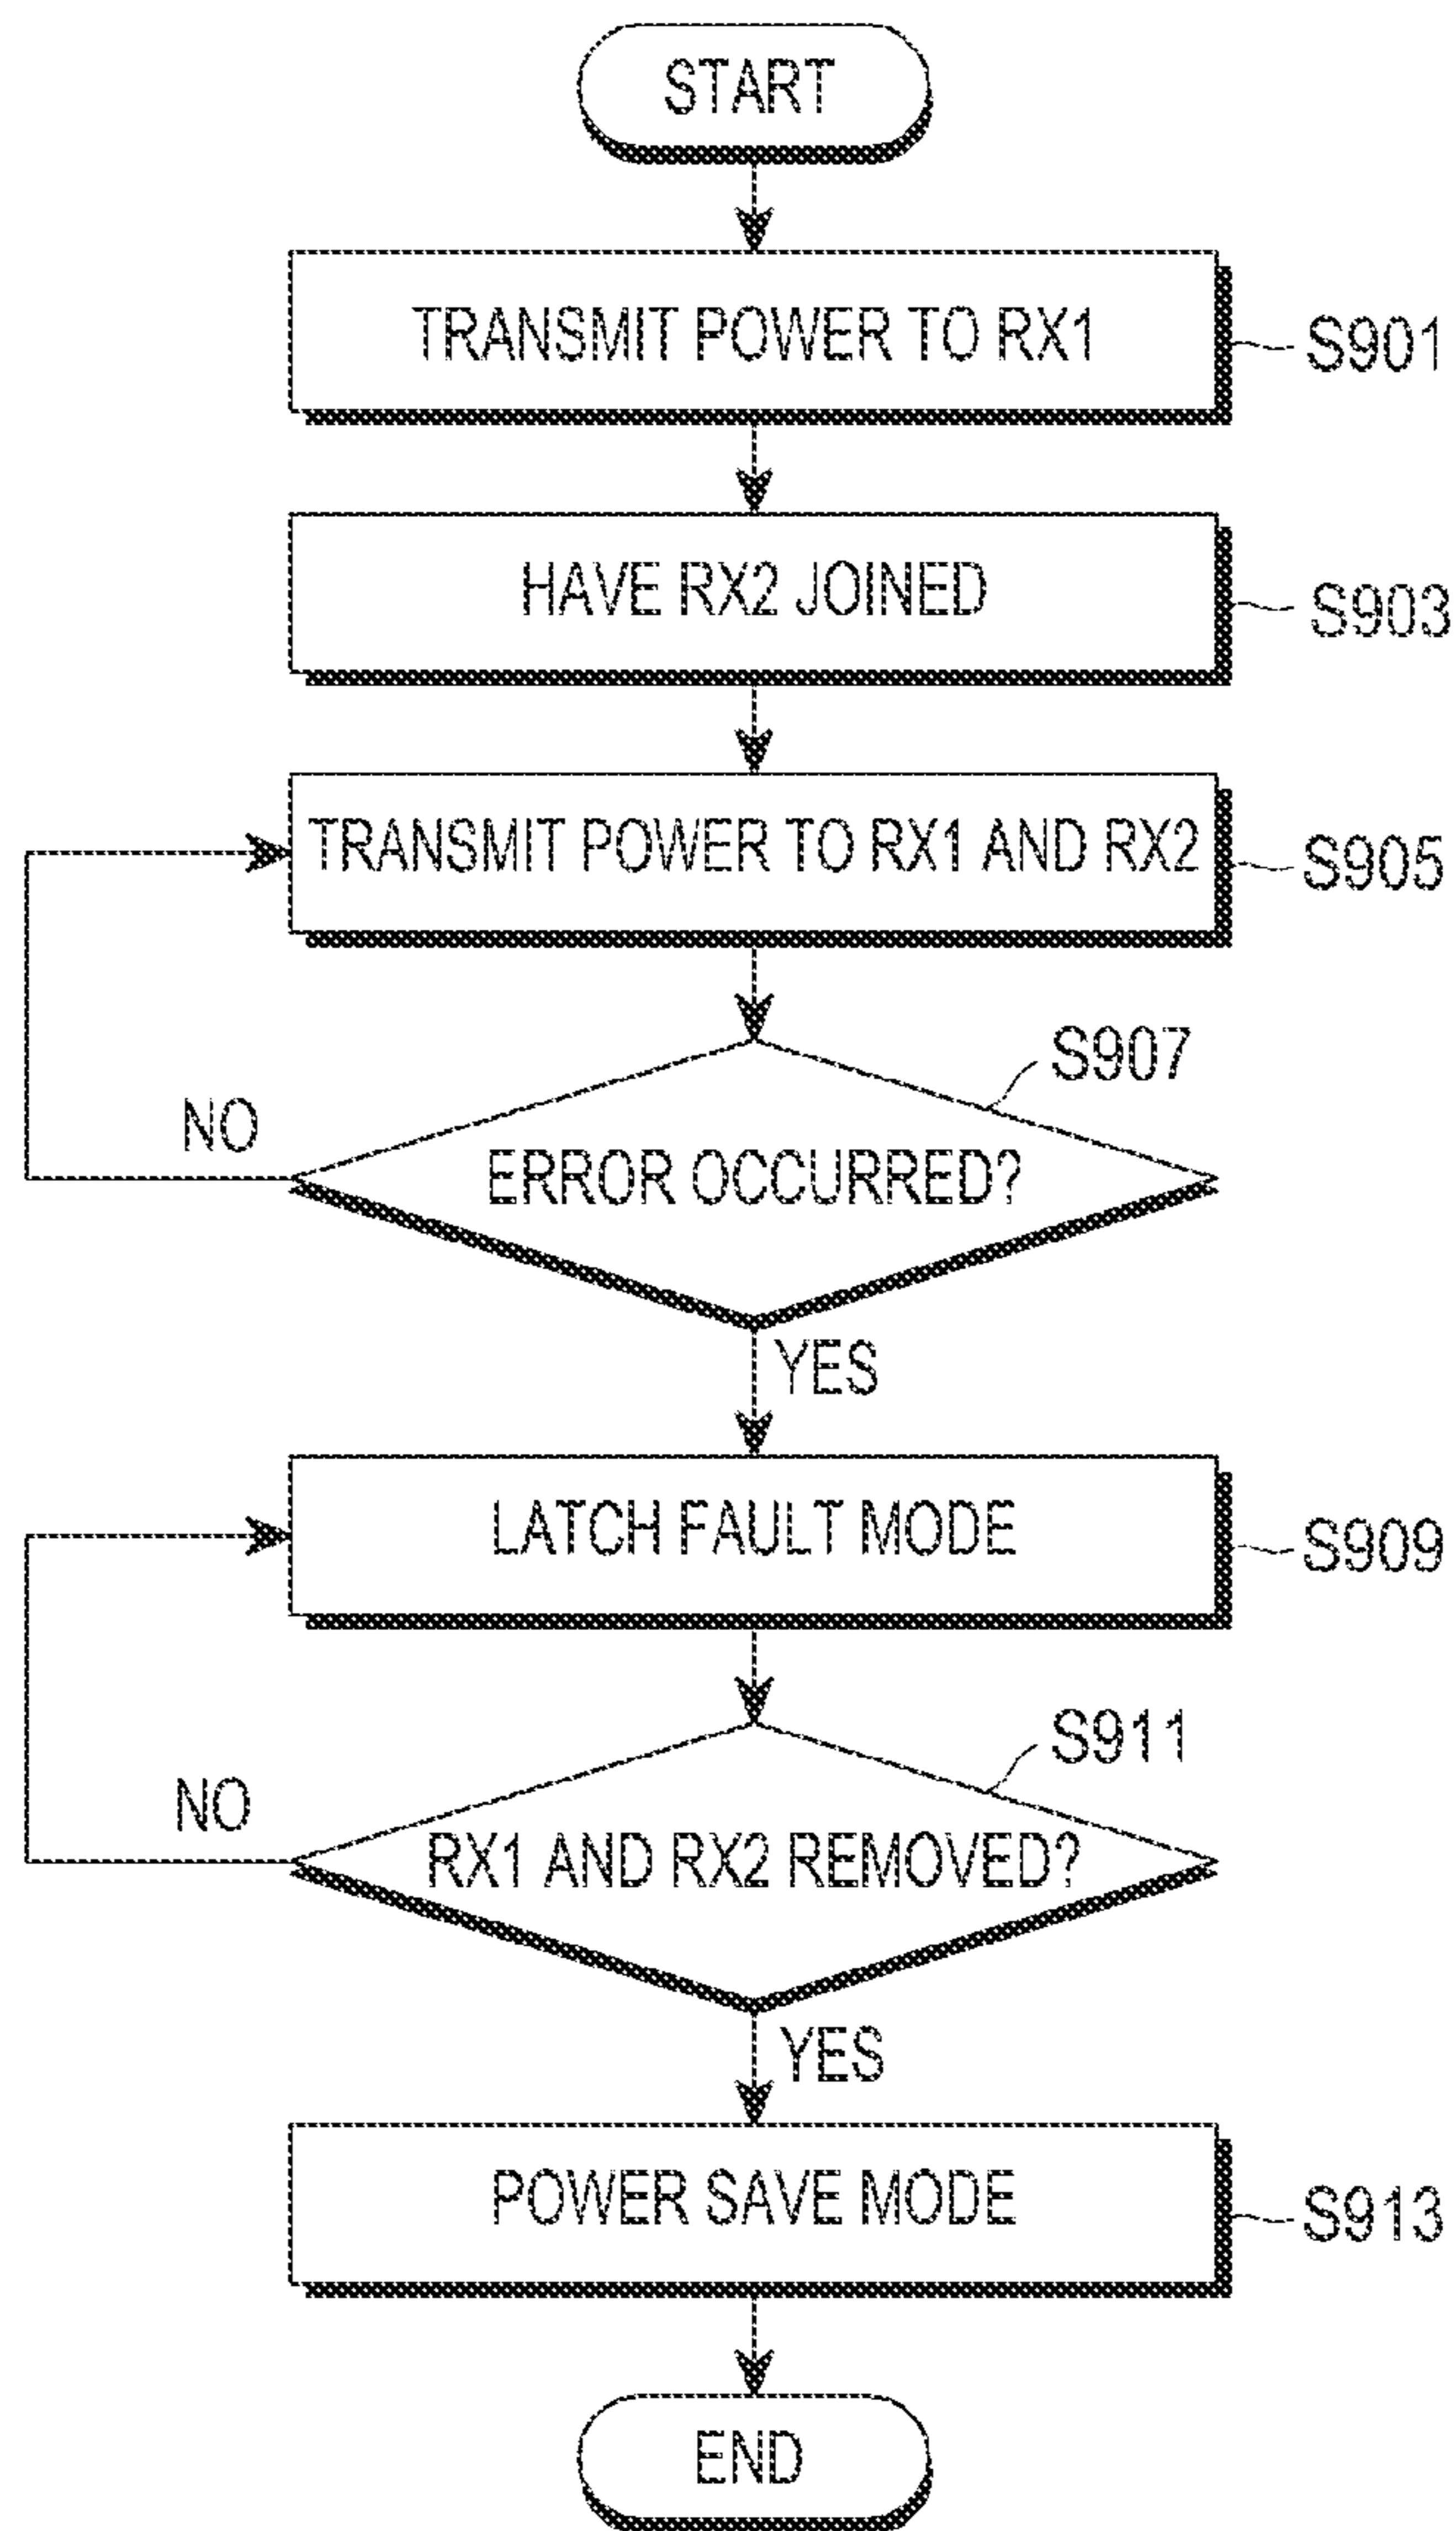 START
TRANSMIT POWER TO RX1
S901
HAVE RX2 JOINED
S903
TRANSMIT POWER TO RX1 AND RX2
S905
S907
NO
ERROR OCCURRED?
YES
LATCH FAULT MODE
S909
S911
NO
RX1 AND RX2 REMOVED?
YES
POWER SAVE MODE
S913
END